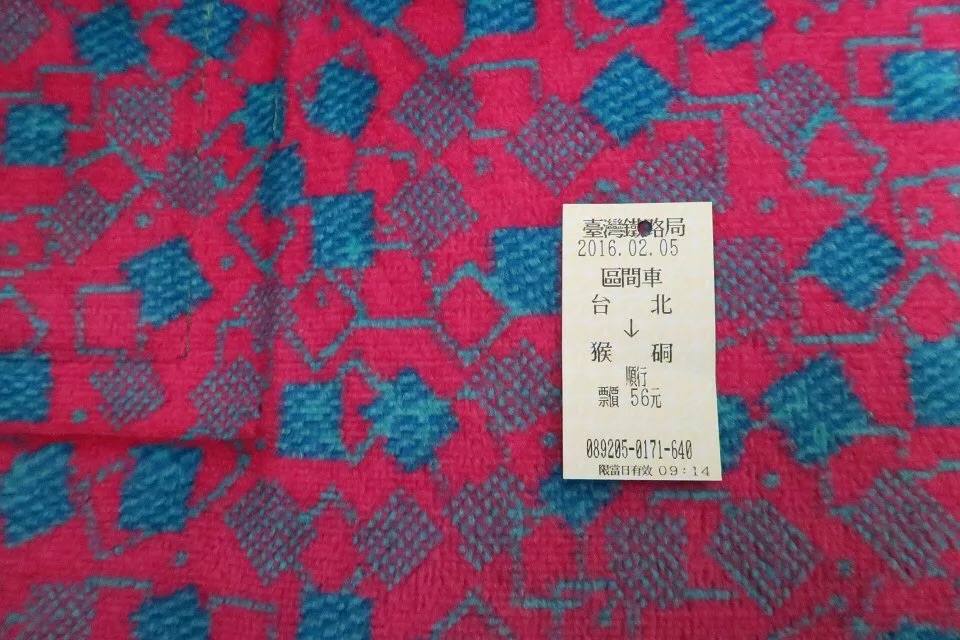 臺灣鐵路局
2016.02.05
區間車
台 北
↓
猴 硐
順行
票價 56元
089205-0171-640
限當日有效 09:14